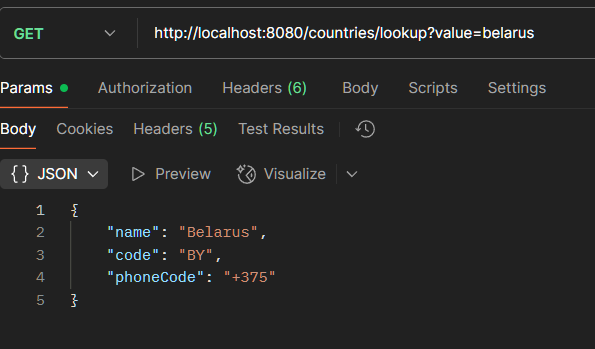 GET http://localhost:8080/countries/lookup?value=belarus
Params Authorization Headers (6) Body Scripts Settings
Body Cookies Headers (5) Test Results
{} JSON Preview Visualize
1 {
2 "name": "Belarus",
3 "code": "BY",
4 "phoneCode": "+375"
5 }